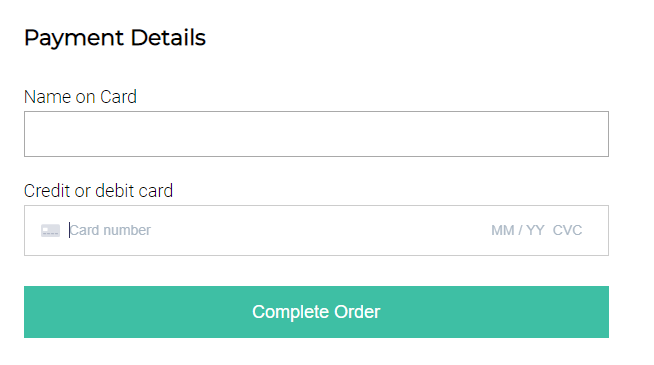 Payment Details
Name on Card
Credit or debit card
Card number MM / YY CVC
Complete Order